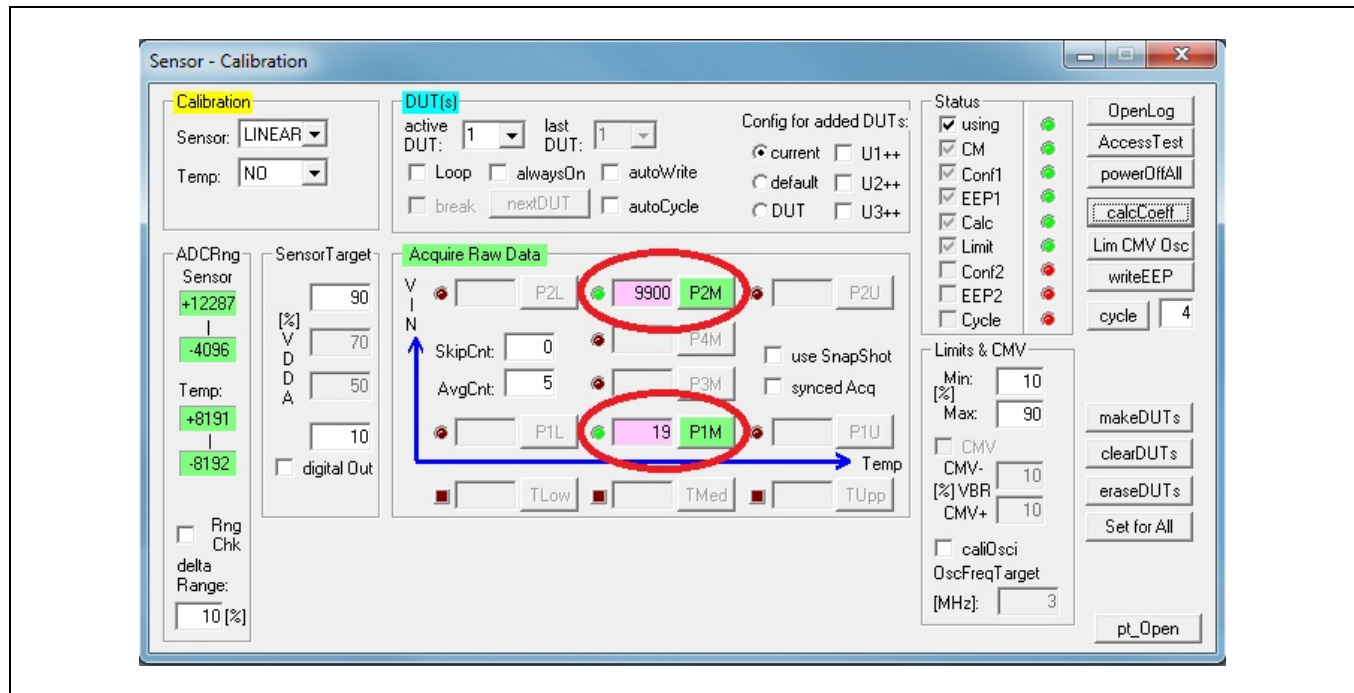 Sensor - Calibration
Calibration
Sensor: LINEAR
Temp: NO
DUT(s)
active DUT: 1 last DUT: 1
Loop alwaysOn autoWrite
break nextDUT autoCycle
Config for added DUTs:
current U1++
default U2++
DUT U3++
ADCRng
Sensor
+12287
|
-4096
Temp:
+8191
|
-8192
Rng
Chk
delta
Range:
10 [%]
SensorTarget
[%]
V
D
D
A
90
70
50
10
digital Out
Acquire Raw Data
V
I
N
P2L 9900 P2M P2U
P4M
SkipCnt: 0
use SnapShot
AvgCnt: 5 P3M
synced Acq
P1L 19 P1M P1U
Temp
TLow TMed TUpp
Status
using
CM
Conf1
EEP1
Calc
Limit
Conf2
EEP2
Cycle
Limits & CMV
Min: 10
[%]
Max: 90
CMV
CMV- 10
[%] VBR
CMV+ 10
caliOsci
OscFreqTarget
[MHz]: 3
OpenLog
AccessTest
powerOffAll
calcCoeff
Lim CMV Osc
writeEEP
cycle 4
makeDUTs
clearDUTs
eraseDUTs
Set for All
pt_Open